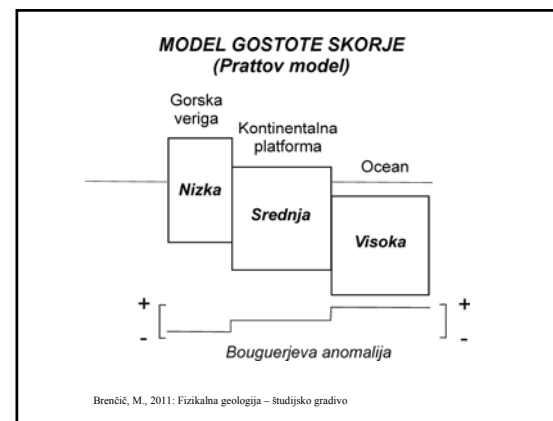 MODEL GOSTOTE SKORJE
(Prattov model)
Gorska
veriga
Kontinentalna
platforma
Ocean
Nizka
Srednja
Visoka
+
-
+
-
Bouguerjeva anomalija
Brenčič, M., 2011: Fizikalna geologija – študijsko gradivo